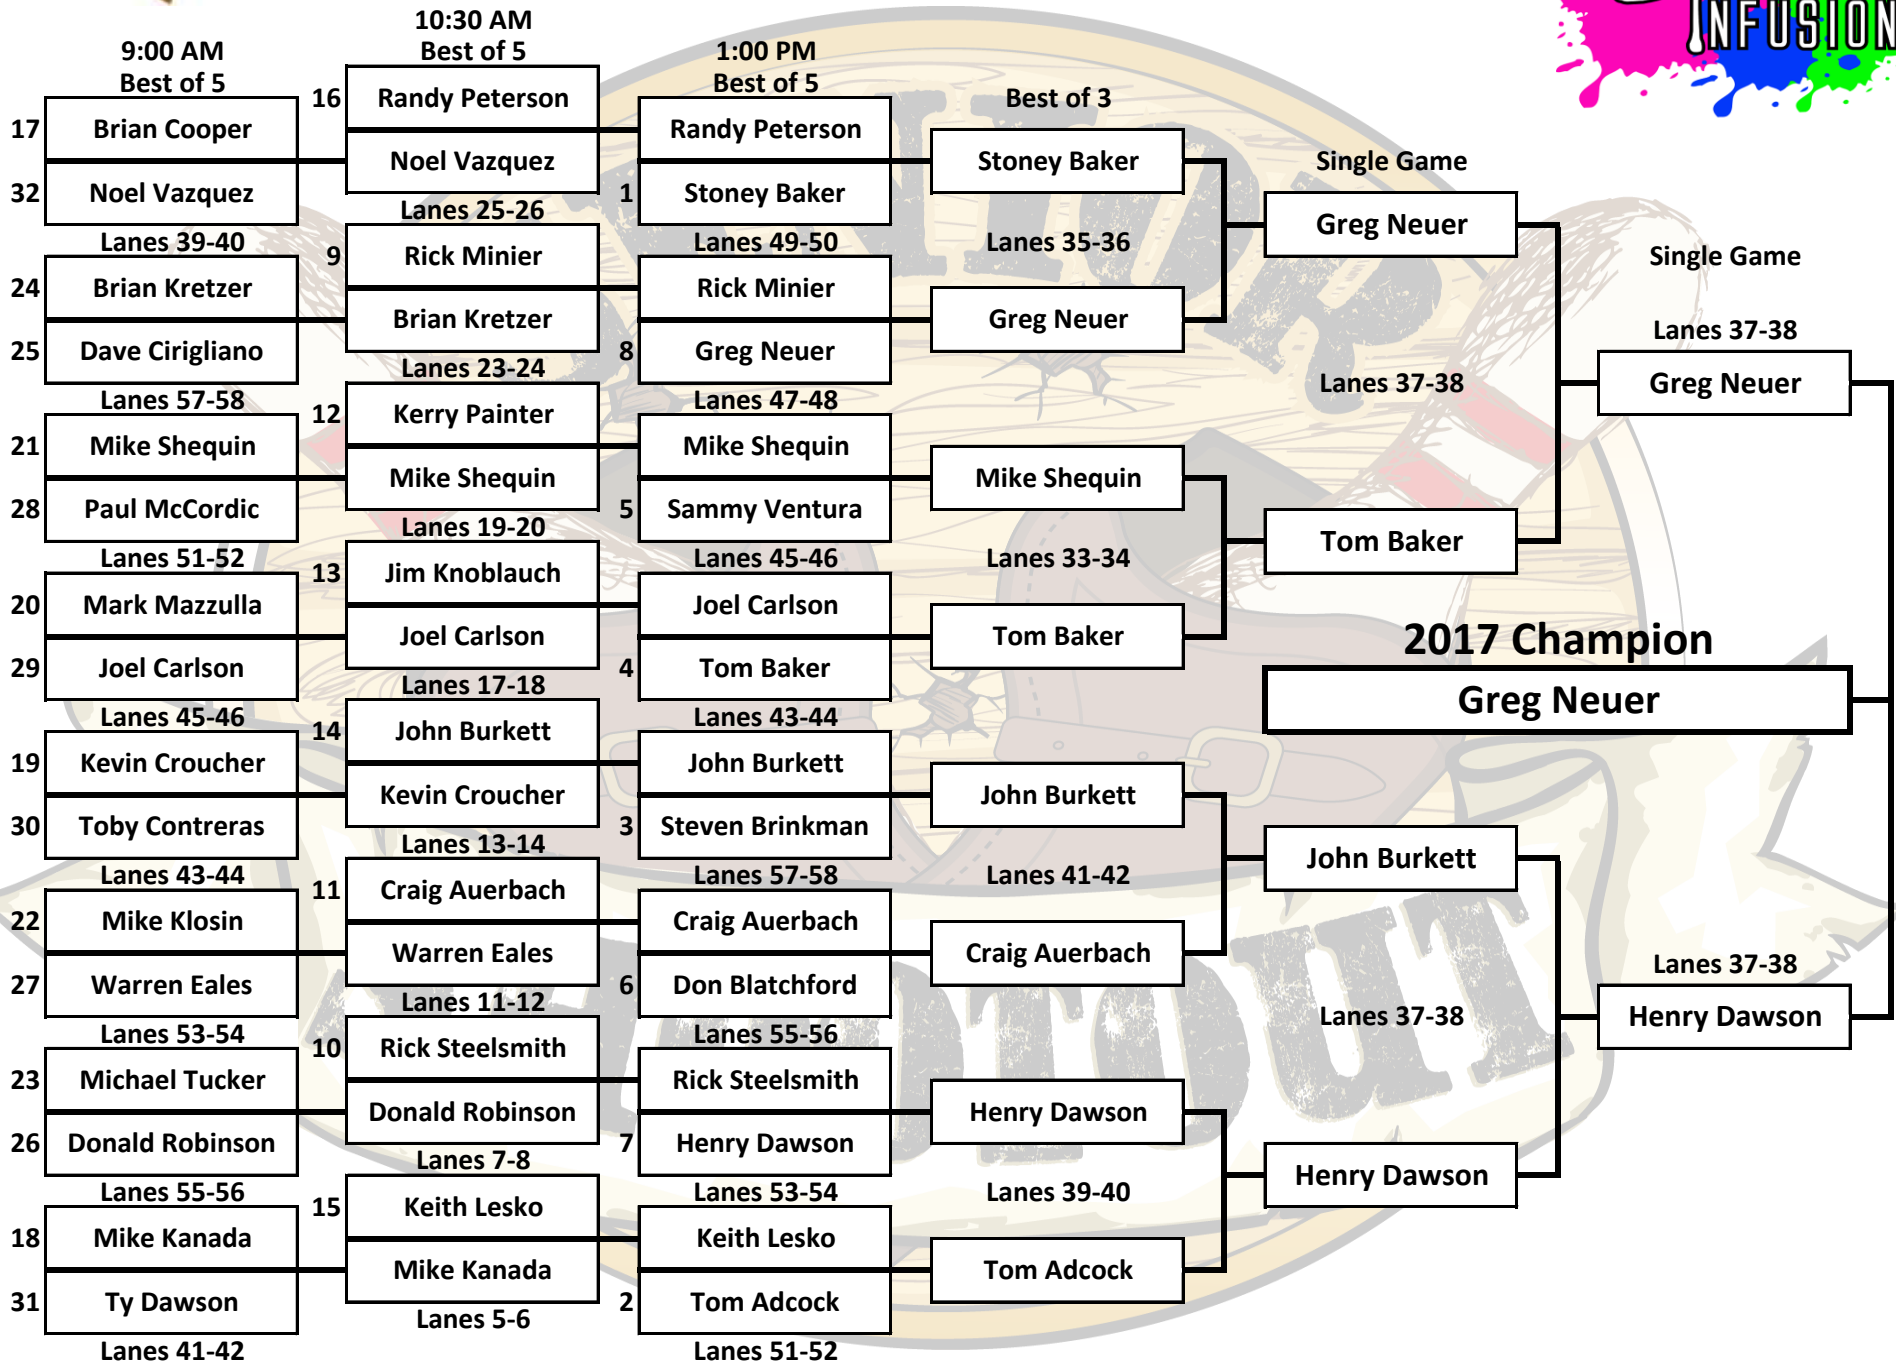 INFUSION
9:00 AM
Best of 5
17 Brian Cooper
32 Noel Vazquez
Lanes 39-40
24 Brian Kretzer
25 Dave Cirigliano
Lanes 57-58
21 Mike Shequin
28 Paul McCordic
Lanes 51-52
20 Mark Mazzulla
29 Joel Carlson
Lanes 45-46
19 Kevin Croucher
30 Toby Contreras
Lanes 43-44
22 Mike Klosin
27 Warren Eales
Lanes 53-54
23 Michael Tucker
26 Donald Robinson
Lanes 55-56
18 Mike Kanada
31 Ty Dawson
Lanes 41-42
10:30 AM
Best of 5
16 Randy Peterson
Noel Vazquez
Lanes 25-26
9 Rick Minier
Brian Kretzer
Lanes 23-24
12 Kerry Painter
Mike Shequin
Lanes 19-20
13 Jim Knoblauch
Joel Carlson
Lanes 17-18
14 John Burkett
Kevin Croucher
Lanes 13-14
11 Craig Auerbach
Warren Eales
Lanes 11-12
10 Rick Steelsmith
Donald Robinson
Lanes 7-8
15 Keith Lesko
Mike Kanada
Lanes 5-6
1:00 PM
Best of 5
Randy Peterson
1 Stoney Baker
Lanes 49-50
Rick Minier
8 Greg Neuer
Lanes 47-48
Mike Shequin
5 Sammy Ventura
Lanes 45-46
Joel Carlson
4 Tom Baker
Lanes 43-44
John Burkett
3 Steven Brinkman
Lanes 57-58
Craig Auerbach
6 Don Blatchford
Lanes 55-56
Rick Steelsmith
7 Henry Dawson
Lanes 53-54
Keith Lesko
2 Tom Adcock
Lanes 51-52
Best of 3
Stoney Baker
Lanes 35-36
Greg Neuer
Mike Shequin
Lanes 33-34
Tom Baker
John Burkett
Lanes 41-42
Craig Auerbach
Henry Dawson
Lanes 39-40
Tom Adcock
Single Game
Greg Neuer
Lanes 37-38
Tom Baker
John Burkett
Lanes 37-38
Henry Dawson
Single Game
Lanes 37-38
Greg Neuer
2017 Champion
Greg Neuer
Lanes 37-38
Henry Dawson